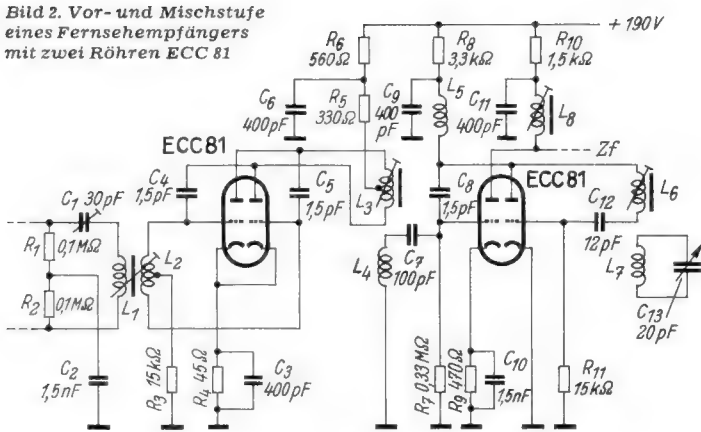 Bild 2. Vor- und Mischstufe
eines Fernsehempfängers
mit zwei Röhren ECC 81
+ 190V
R6
560Ω
R8
3,3kΩ
R10
1,5kΩ
C6
400pF
R5
330Ω
C9
400
pF
L5
C11
400pF
L8
ECC81
Zf
C4
1,5pF
C5
1,5pF
L3
C8
1,5pF
ECC81
C12
12pF
L6
C1 30pF
R1
0,1MΩ
L1
L2
C7
100pF
L4
L7
C13
20pF
R2
0,1MΩ
C2
1,5nF
R3
15kΩ
R4
45Ω
C3
400pF
R7
0,33MΩ
R9
470Ω
C10
1,5nF
R11
15kΩ